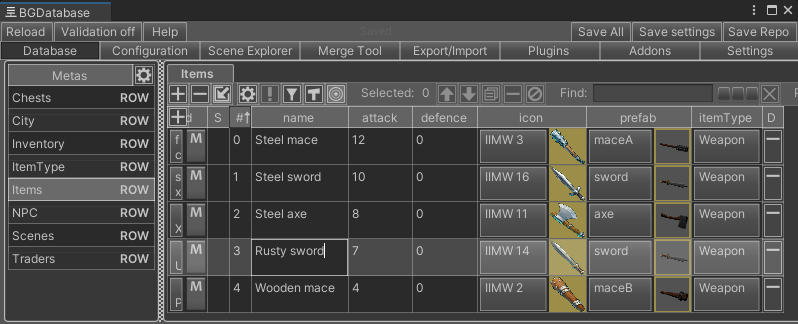 BGDatabase
Reload Validation off Help Saved Save All Save settings Save Repo
Database Configuration Scene Explorer Merge Tool Export/Import Plugins Addons Settings
Metas
Chests ROW
City ROW
Inventory ROW
ItemType ROW
Items ROW
NPC ROW
Scenes ROW
Traders ROW
Items
Selected: 0 Find:
d S #↑ name attack defence icon prefab itemType D
f c M 0 Steel mace 12 0 IIMW 3 maceA Weapon
s x M 1 Steel sword 10 0 IIMW 16 sword Weapon
X M 2 Steel axe 8 0 IIMW 11 axe Weapon
U M 3 Rusty sword 7 0 IIMW 14 sword Weapon
P M 4 Wooden mace 4 0 IIMW 2 maceB Weapon